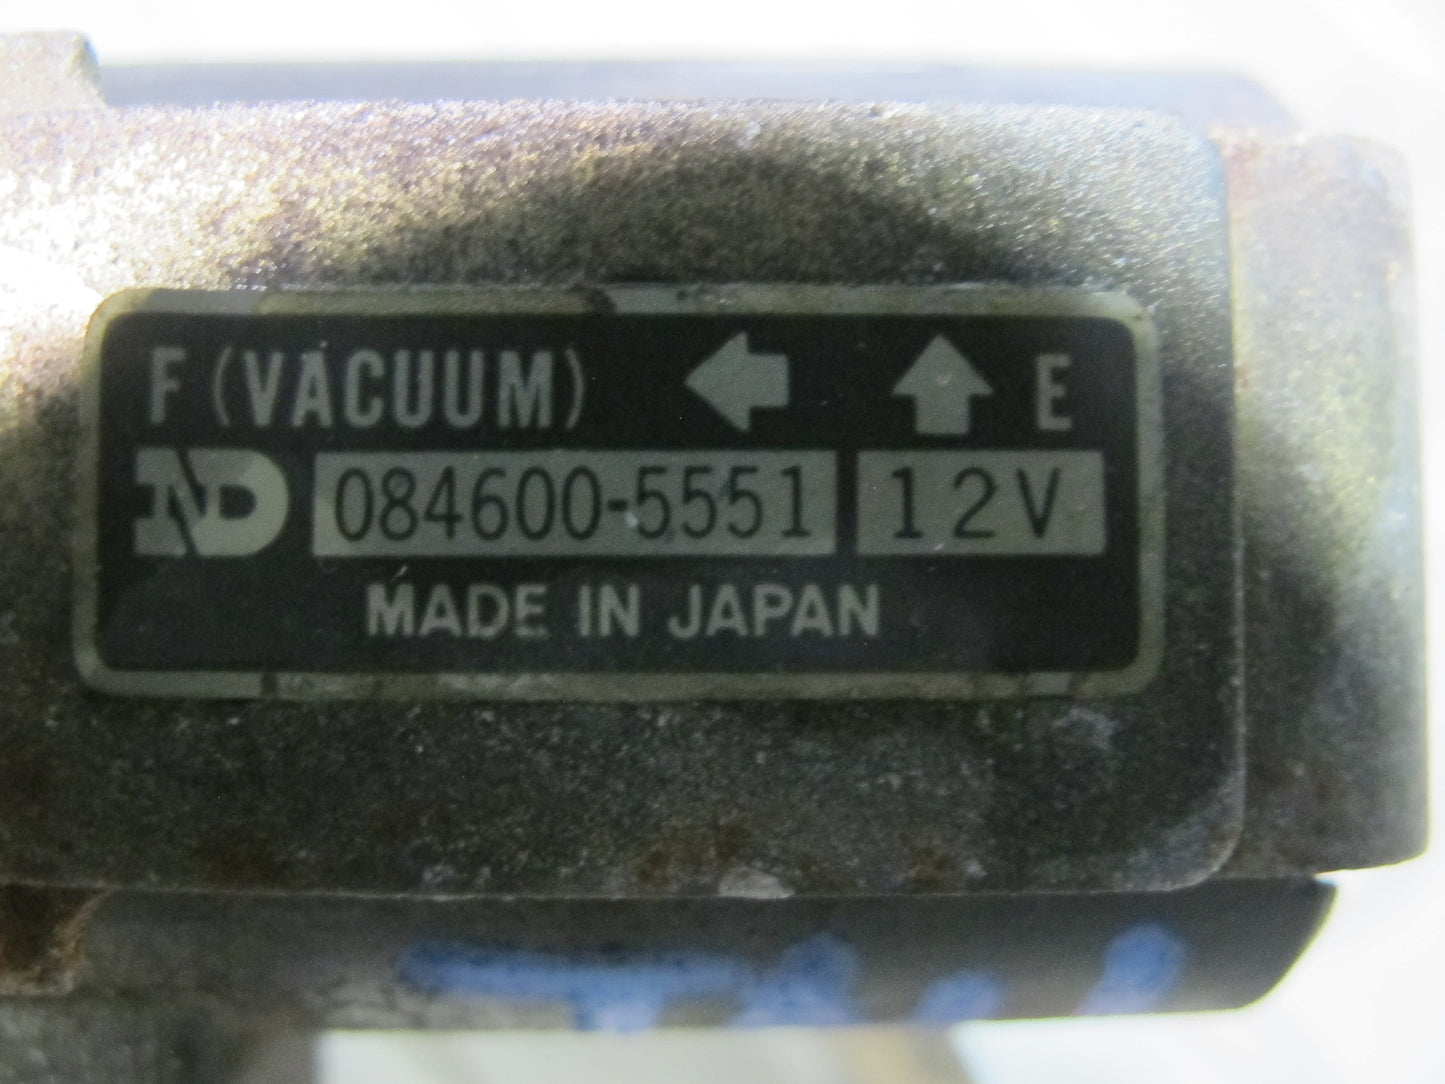 F (VACUUM) ← ↑ E
ND 084600-5551 12V
MADE IN JAPAN